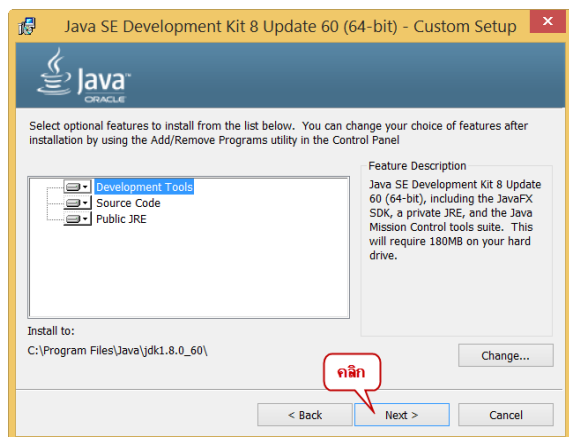 Java SE Development Kit 8 Update 60 (64-bit) - Custom Setup
Java™
ORACLE
Select optional features to install from the list below. You can change your choice of features after
installation by using the Add/Remove Programs utility in the Control Panel
Development Tools
Source Code
Public JRE
Feature Description
Java SE Development Kit 8 Update
60 (64-bit), including the JavaFX
SDK, a private JRE, and the Java
Mission Control tools suite. This
will require 180MB on your hard
drive.
Install to:
C:\Program Files\Java\jdk1.8.0_60\
Change...
คลิก
< Back
Next >
Cancel